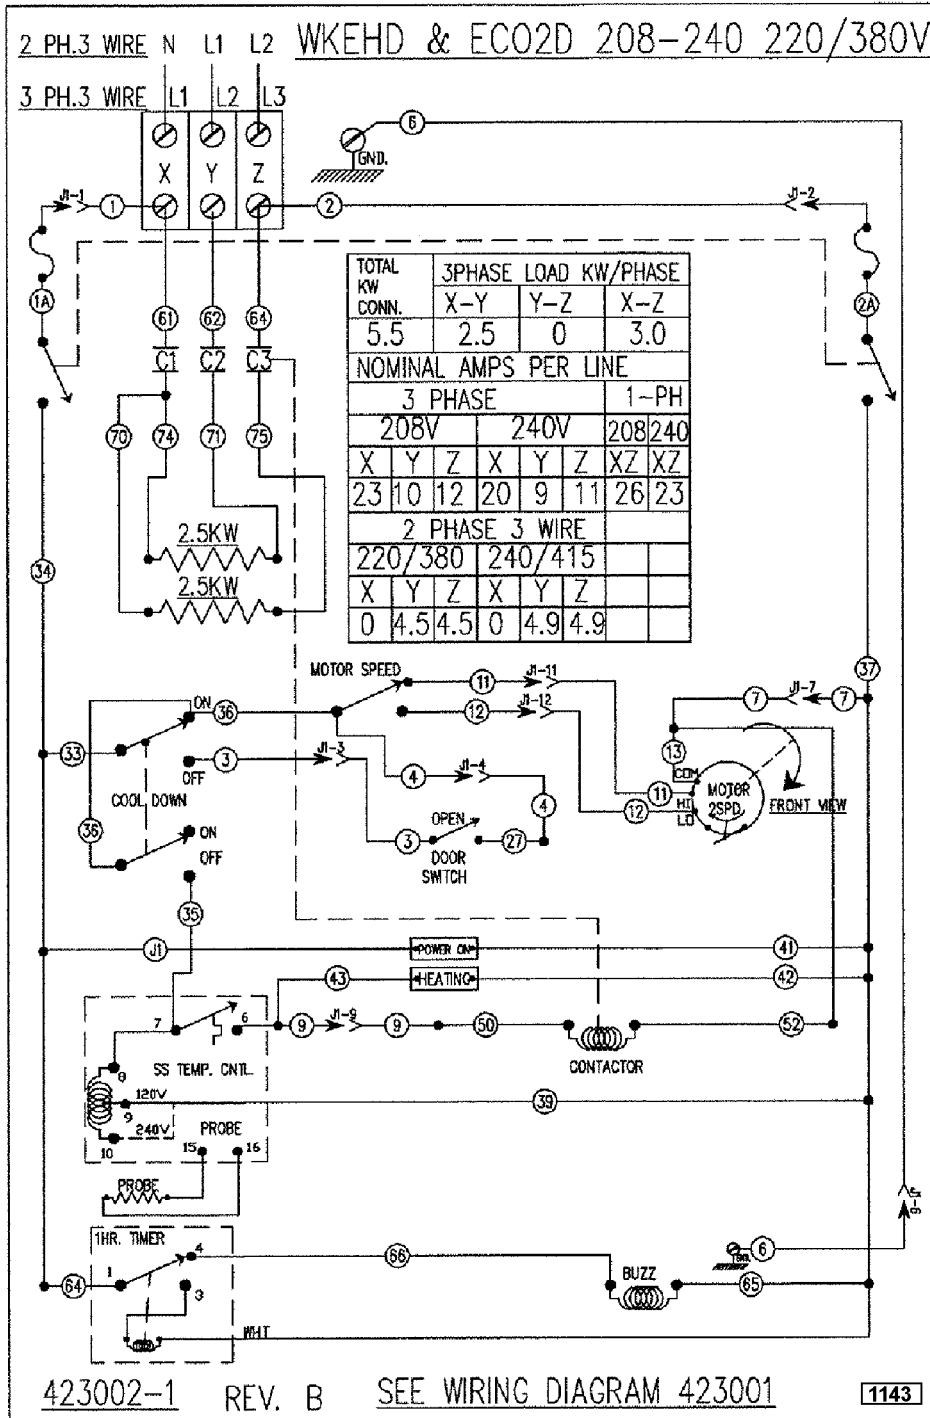 WKEHD & ECO2D 208-240 220/380V
2 PH.3 WIRE N L1 L2
3 PH.3 WIRE L1 L2 L3
X Y Z
GND.
6
J1-1 1
2 J1-2
1A
2A
61 62 64
C1 C2 C3
70 74 71 75
2.5KW
2.5KW
TOTAL KW CONN. 3PHASE LOAD KW/PHASE
X-Y Y-Z X-Z
5.5 2.5 0 3.0
NOMINAL AMPS PER LINE
3 PHASE 1-PH
208V 240V 208 240
X Y Z X Y Z XZ XZ
23 10 12 20 9 11 26 23
2 PHASE 3 WIRE
220/380 240/415
X Y Z X Y Z
0 4.5 4.5 0 4.9 4.9
34
37
MOTOR SPEED 11 J1-11
12 J1-12
7 J1-7 7
ON 36
33
OFF 3 J1-3
4 J1-4
COOL DOWN
36
ON
OFF
OPEN
3 27 4
DOOR
SWITCH
13
COM
11 HI
12 LO
MOTOR
2SPD.
FRONT VIEW
35
J1 POWER ON 41
43 HEATING 42
7 6 9 J1-9 9 50 52
CONTACTOR
SS TEMP. CNTL.
8
120V
9
39
240V
10
PROBE
15 16
PROBE
J1-6
1HR. TIMER
4 66
64 1
3
6
BUZZ
65
WHT
423002-1 REV. B SEE WIRING DIAGRAM 423001
1143